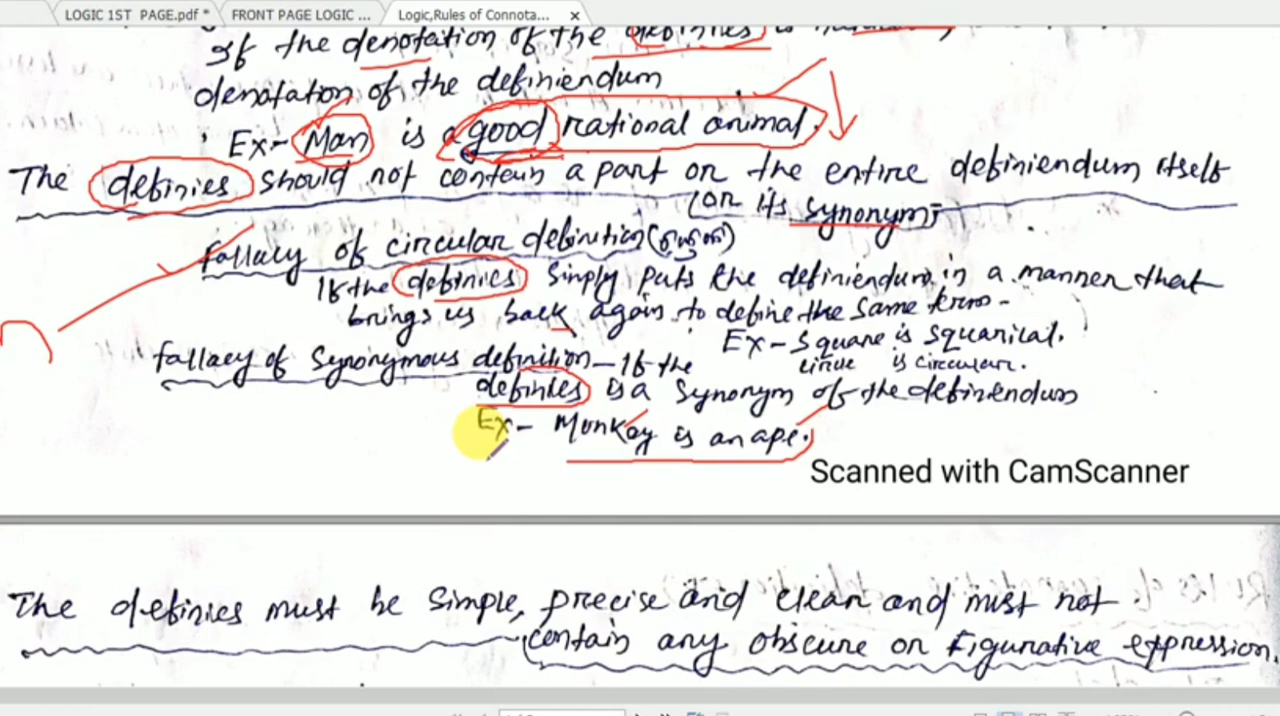 LOGIC 1ST PAGE.pdf * FRONT PAGE LOGIC ... Logic,Rules of Connota... ×
If the denotation of the definies is
denotation of the definiendum
Ex- Man is a good rational animal.
The definies should not contain a part or the entire definiendum itself
(or its synonym)
fallacy of circular definition
If the definies simply puts the definiendum in a manner that
brings us back again to define the same term-
Ex- Square is squarical.
circle is circular.
fallacy of Synonymous definition - If the
definies is a synonym of the definiendum
Ex- Monkey is an ape.
Scanned with CamScanner
The definies must be simple, precise and clear and must not
contain any obscure or figurative expression.